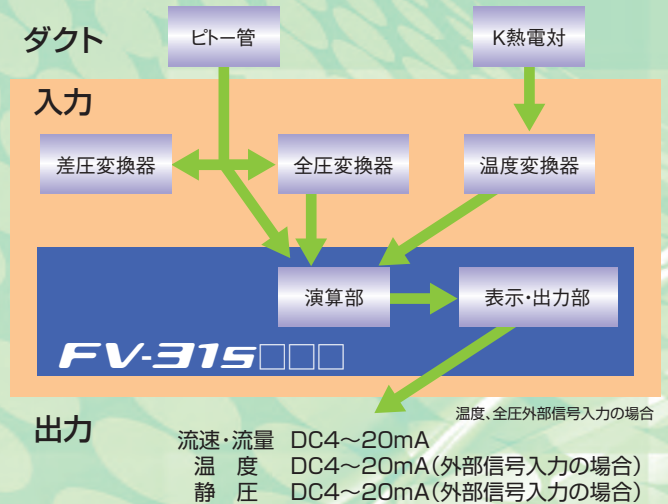 ダクト
ピトー管
K熱電対
入力
差圧変換器
全圧変換器
温度変換器
演算部
表示・出力部
FV-315□□□
温度、全圧外部信号入力の場合
出力
流速・流量 DC4～20mA
温 度 DC4～20mA(外部信号入力の場合)
静 圧 DC4～20mA(外部信号入力の場合)